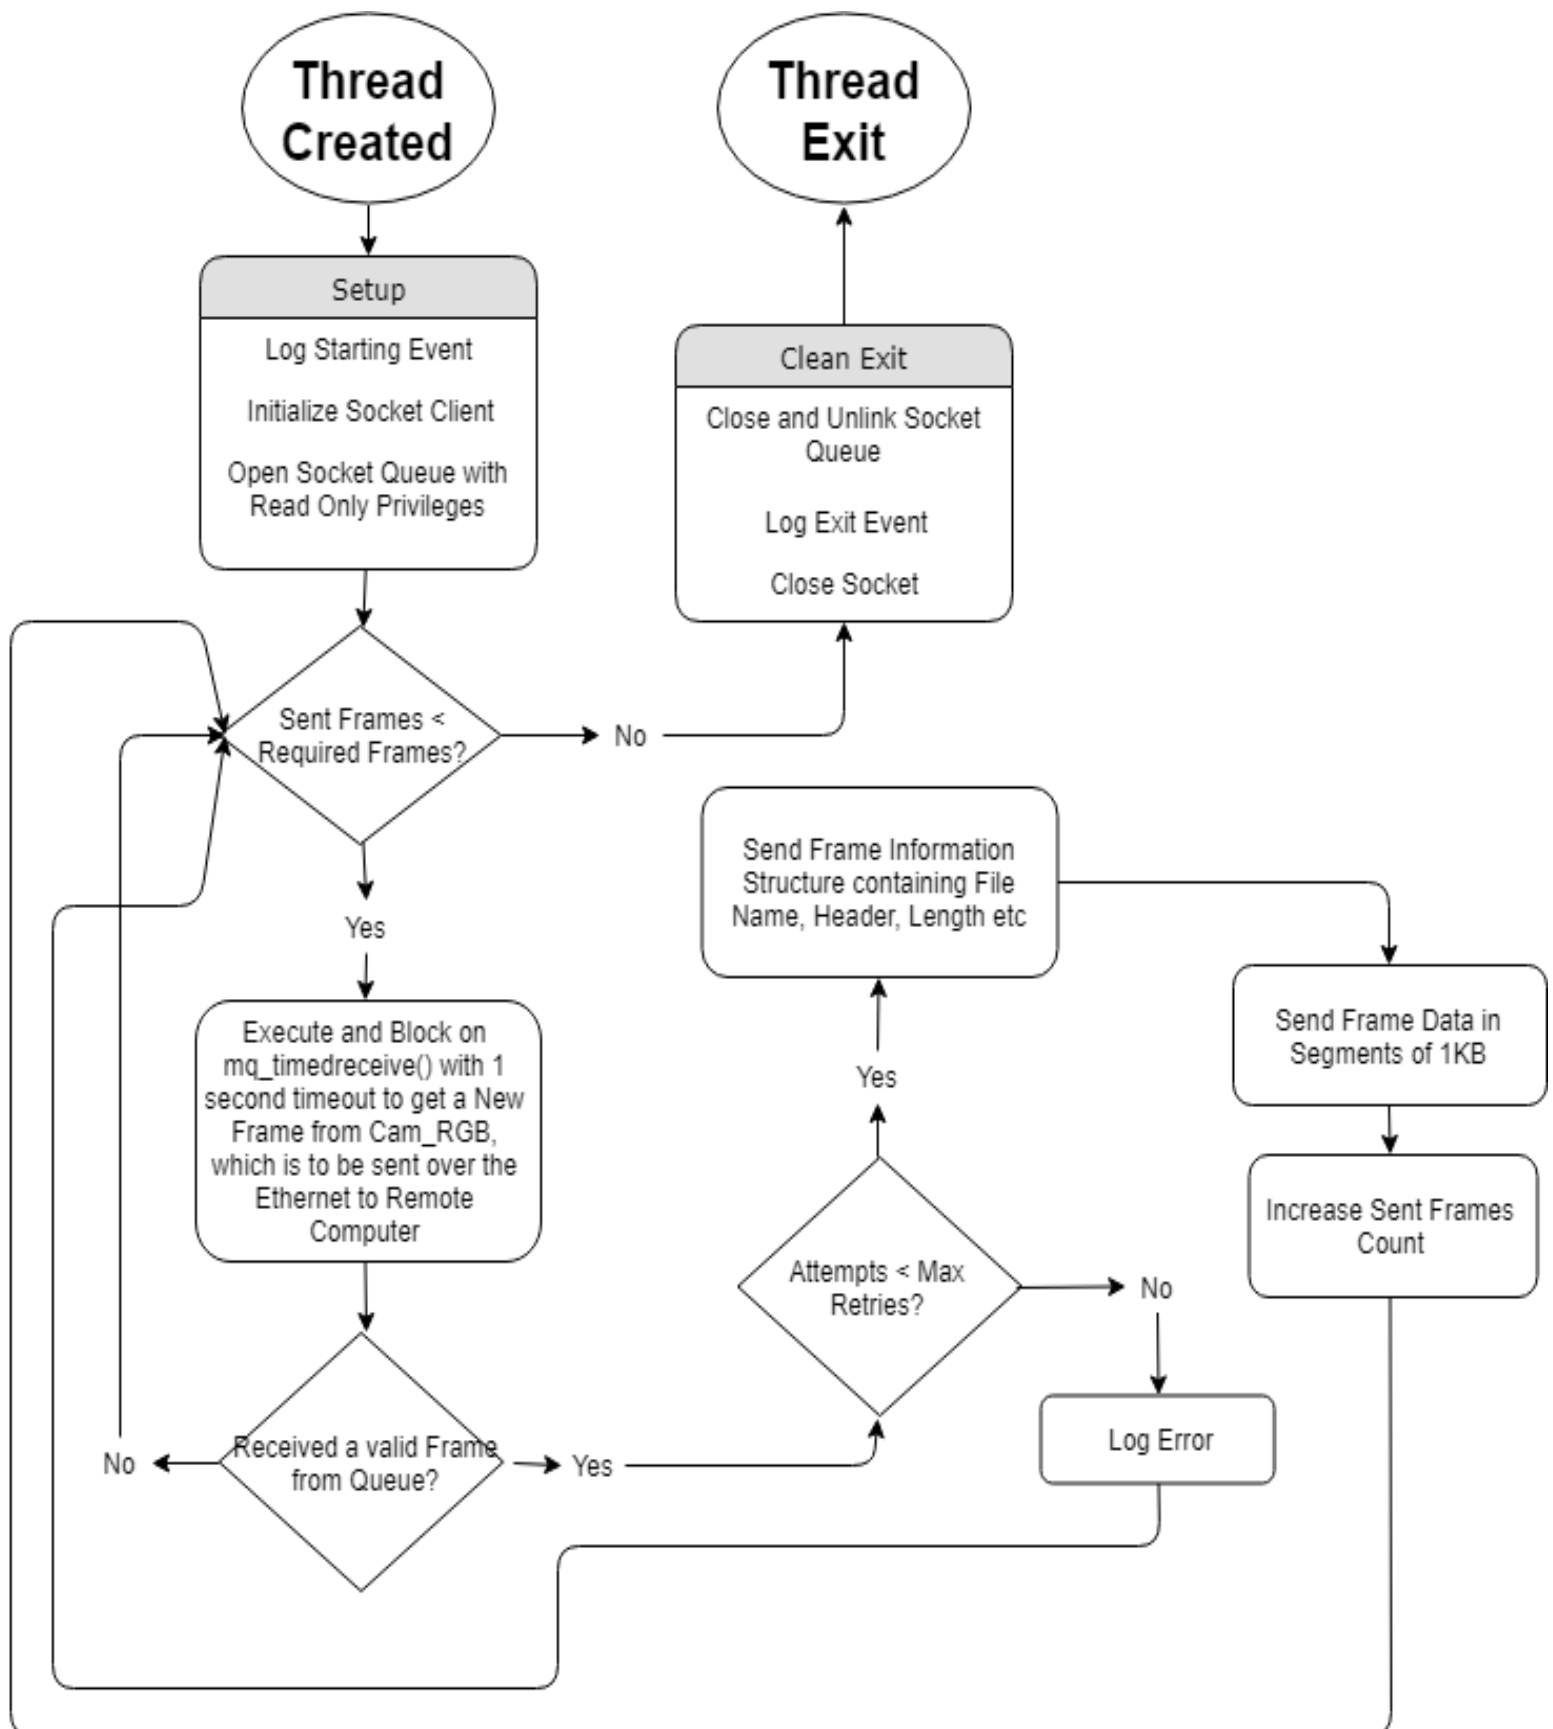 Thread
Created
Thread
Exit
Setup
Log Starting Event
Initialize Socket Client
Open Socket Queue with
Read Only Privileges
Clean Exit
Close and Unlink Socket
Queue
Log Exit Event
Close Socket
Sent Frames <
Required Frames?
No
Yes
Execute and Block on
mq_timedreceive() with 1
second timeout to get a New
Frame from Cam_RGB,
which is to be sent over the
Ethernet to Remote
Computer
Received a valid Frame
from Queue?
No
Yes
Attempts < Max
Retries?
Yes
No
Log Error
Send Frame Information
Structure containing File
Name, Header, Length etc
Send Frame Data in
Segments of 1KB
Increase Sent Frames
Count